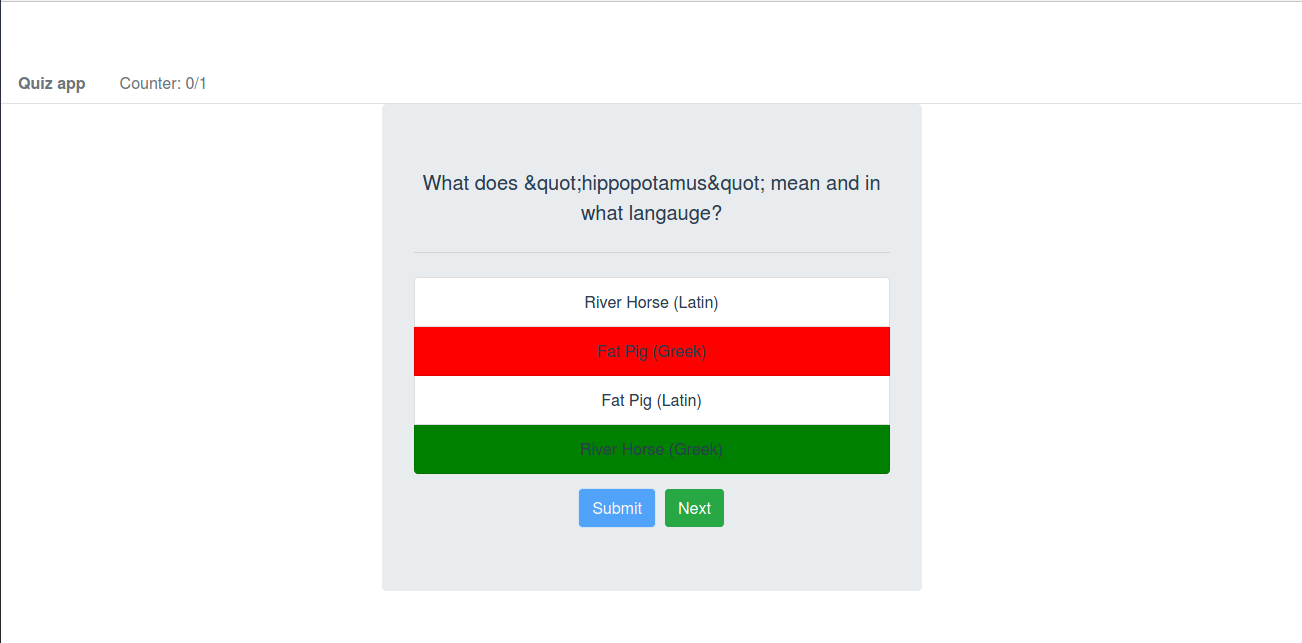 Quiz app Counter: 0/1
What does &quot;hippopotamus&quot; mean and in
what langauge?
River Horse (Latin)
Fat Pig (Greek)
Fat Pig (Latin)
River Horse (Greek)
Submit Next